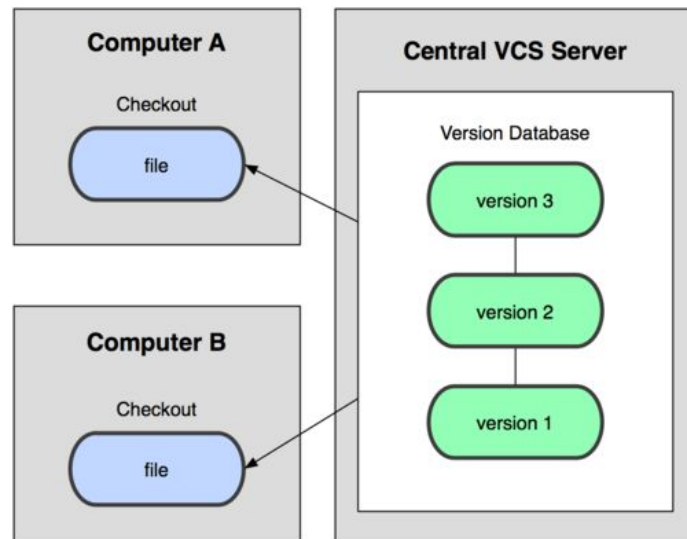 Computer A
Checkout
file
Computer B
Checkout
file
Central VCS Server
Version Database
version 3
version 2
version 1